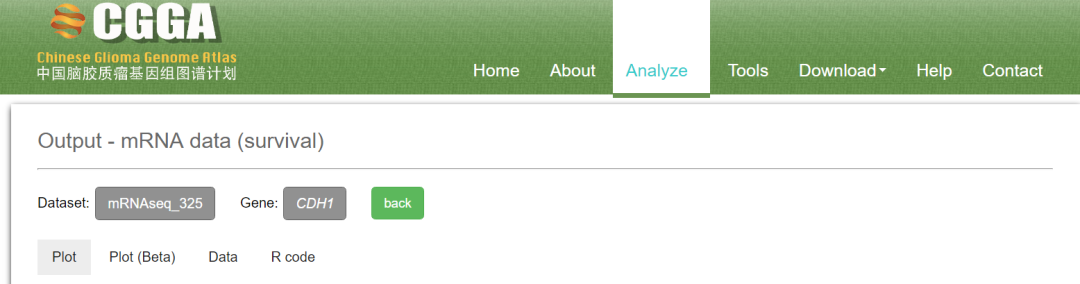 CGGA
Chinese Glioma Genome Atlas
中国脑胶质瘤基因组图谱计划
Home About Analyze Tools Download Help Contact
Output - mRNA data (survival)
Dataset: mRNAseq_325 Gene: CDH1 back
Plot Plot (Beta) Data R code